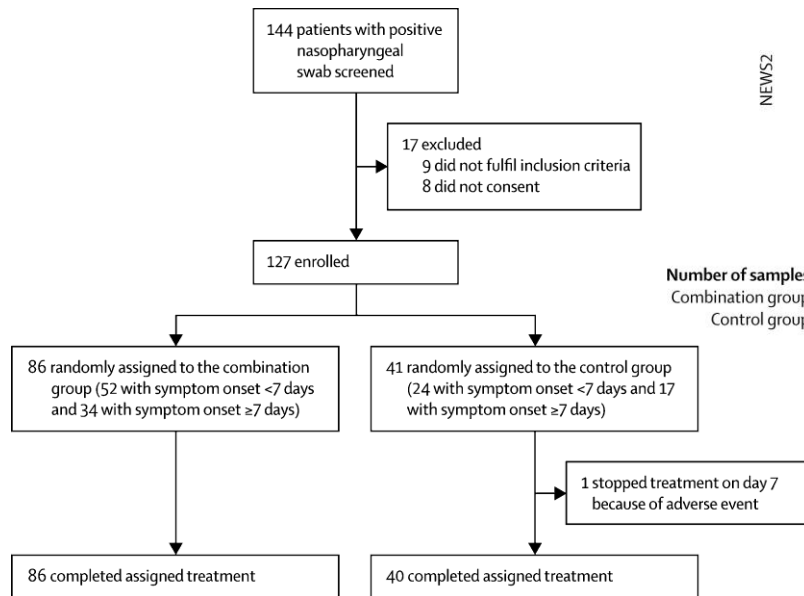 144 patients with positive
nasopharyngeal
swab screened
NEWS2
17 excluded
9 did not fulfil inclusion criteria
8 did not consent
127 enrolled
Number of samples
Combination group
Control group
86 randomly assigned to the combination
group (52 with symptom onset <7 days
and 34 with symptom onset ≥7 days)
41 randomly assigned to the control group
(24 with symptom onset <7 days and 17
with symptom onset ≥7 days)
1 stopped treatment on day 7
because of adverse event
86 completed assigned treatment
40 completed assigned treatment